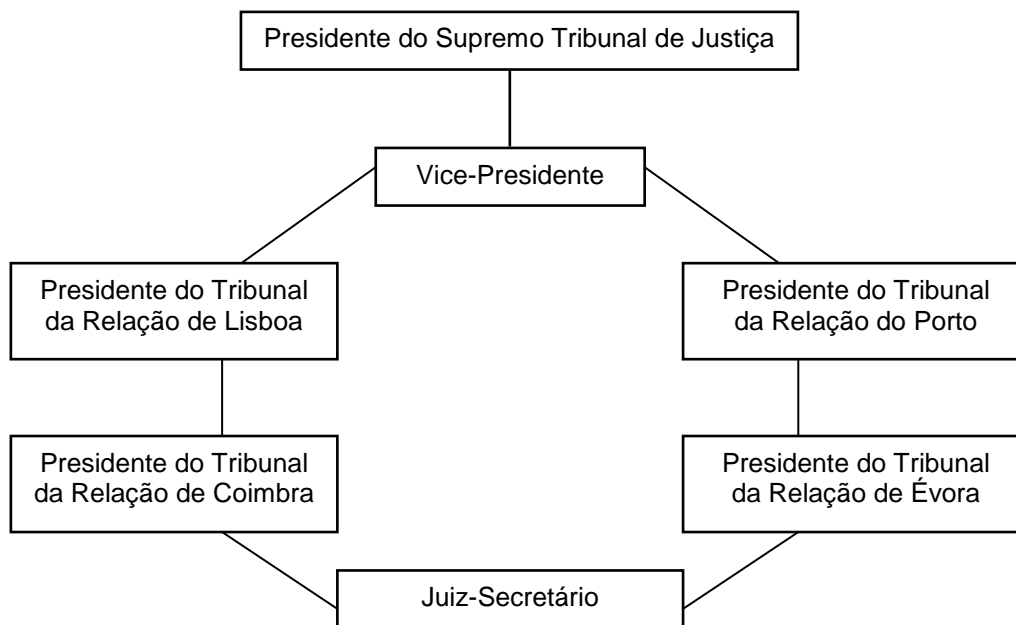 Presidente do Supremo Tribunal de Justiça
Vice-Presidente
Presidente do Tribunal
da Relação de Lisboa
Presidente do Tribunal
da Relação do Porto
Presidente do Tribunal
da Relação de Coimbra
Presidente do Tribunal
da Relação de Évora
Juiz-Secretário